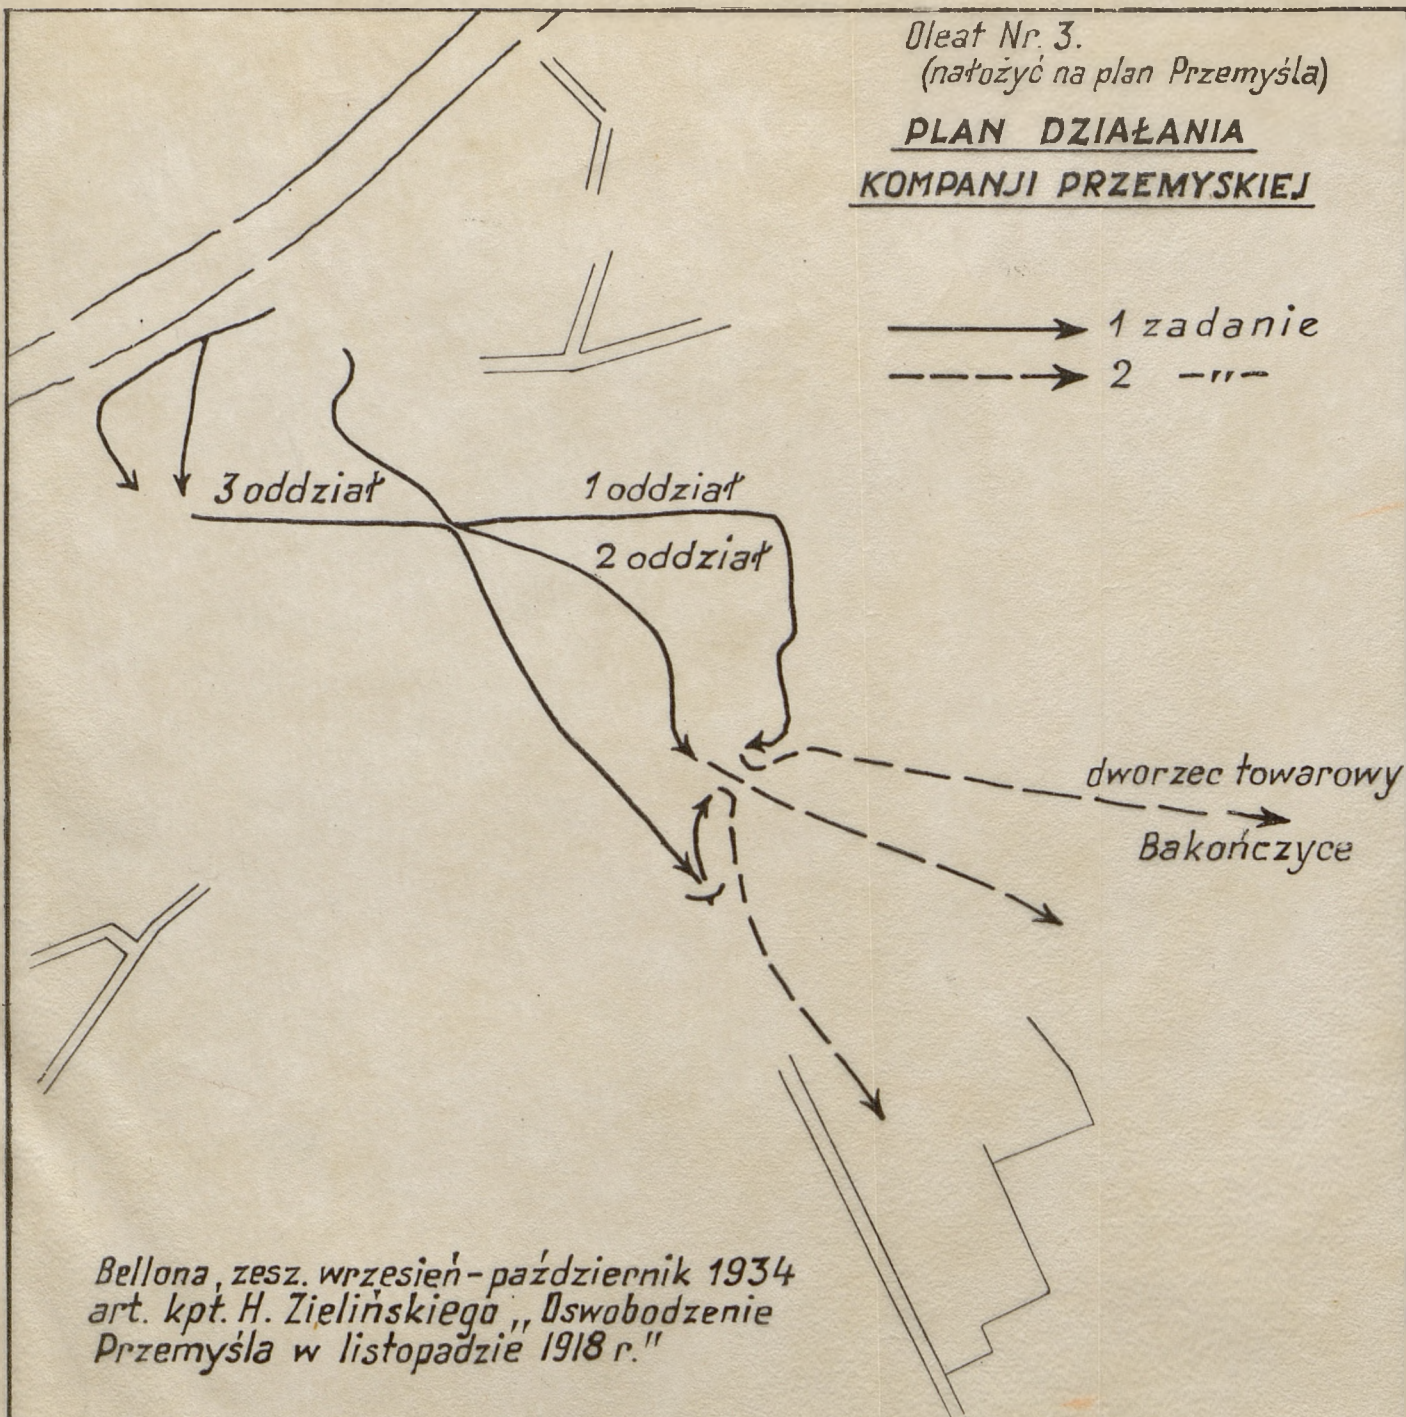 Oleat Nr. 3.
(nałożyć na plan Przemyśla)
PLAN DZIAŁANIA
KOMPANJI PRZEMYSKIEJ
1 zadanie
2 -„-
3 oddział
1 oddział
2 oddział
dworzec towarowy
Bakończyce
Bellona, zesz. wrzesień-październik 1934
art. kpt. H. Zielińskiego „Oswobodzenie
Przemyśla w listopadzie 1918 r."